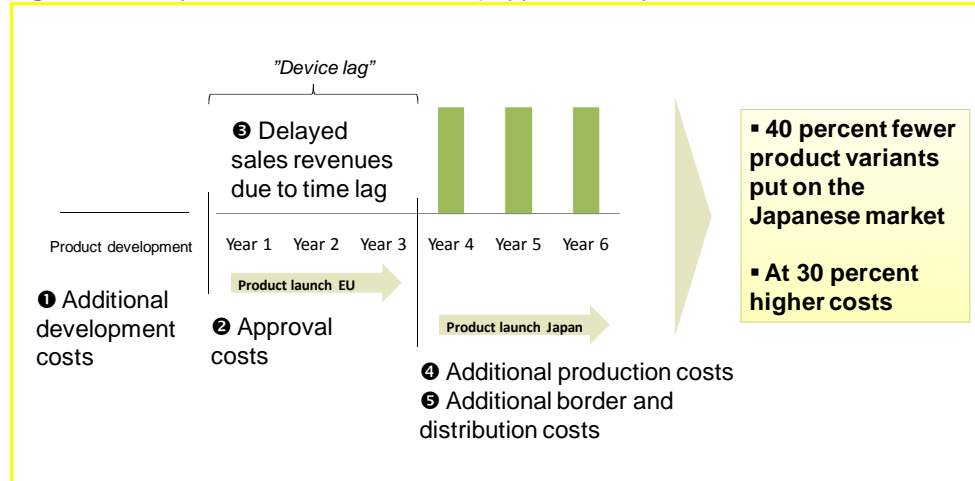 "Device lag"
❸ Delayed
sales revenues
due to time lag
Product development
Year 1 Year 2 Year 3 Year 4 Year 5 Year 6
Product launch EU
Product launch Japan
❶ Additional
development
costs
❷ Approval
costs
❹ Additional production costs
❺ Additional border and
distribution costs
▪ 40 percent fewer
product variants
put on the
Japanese market
▪ At 30 percent
higher costs